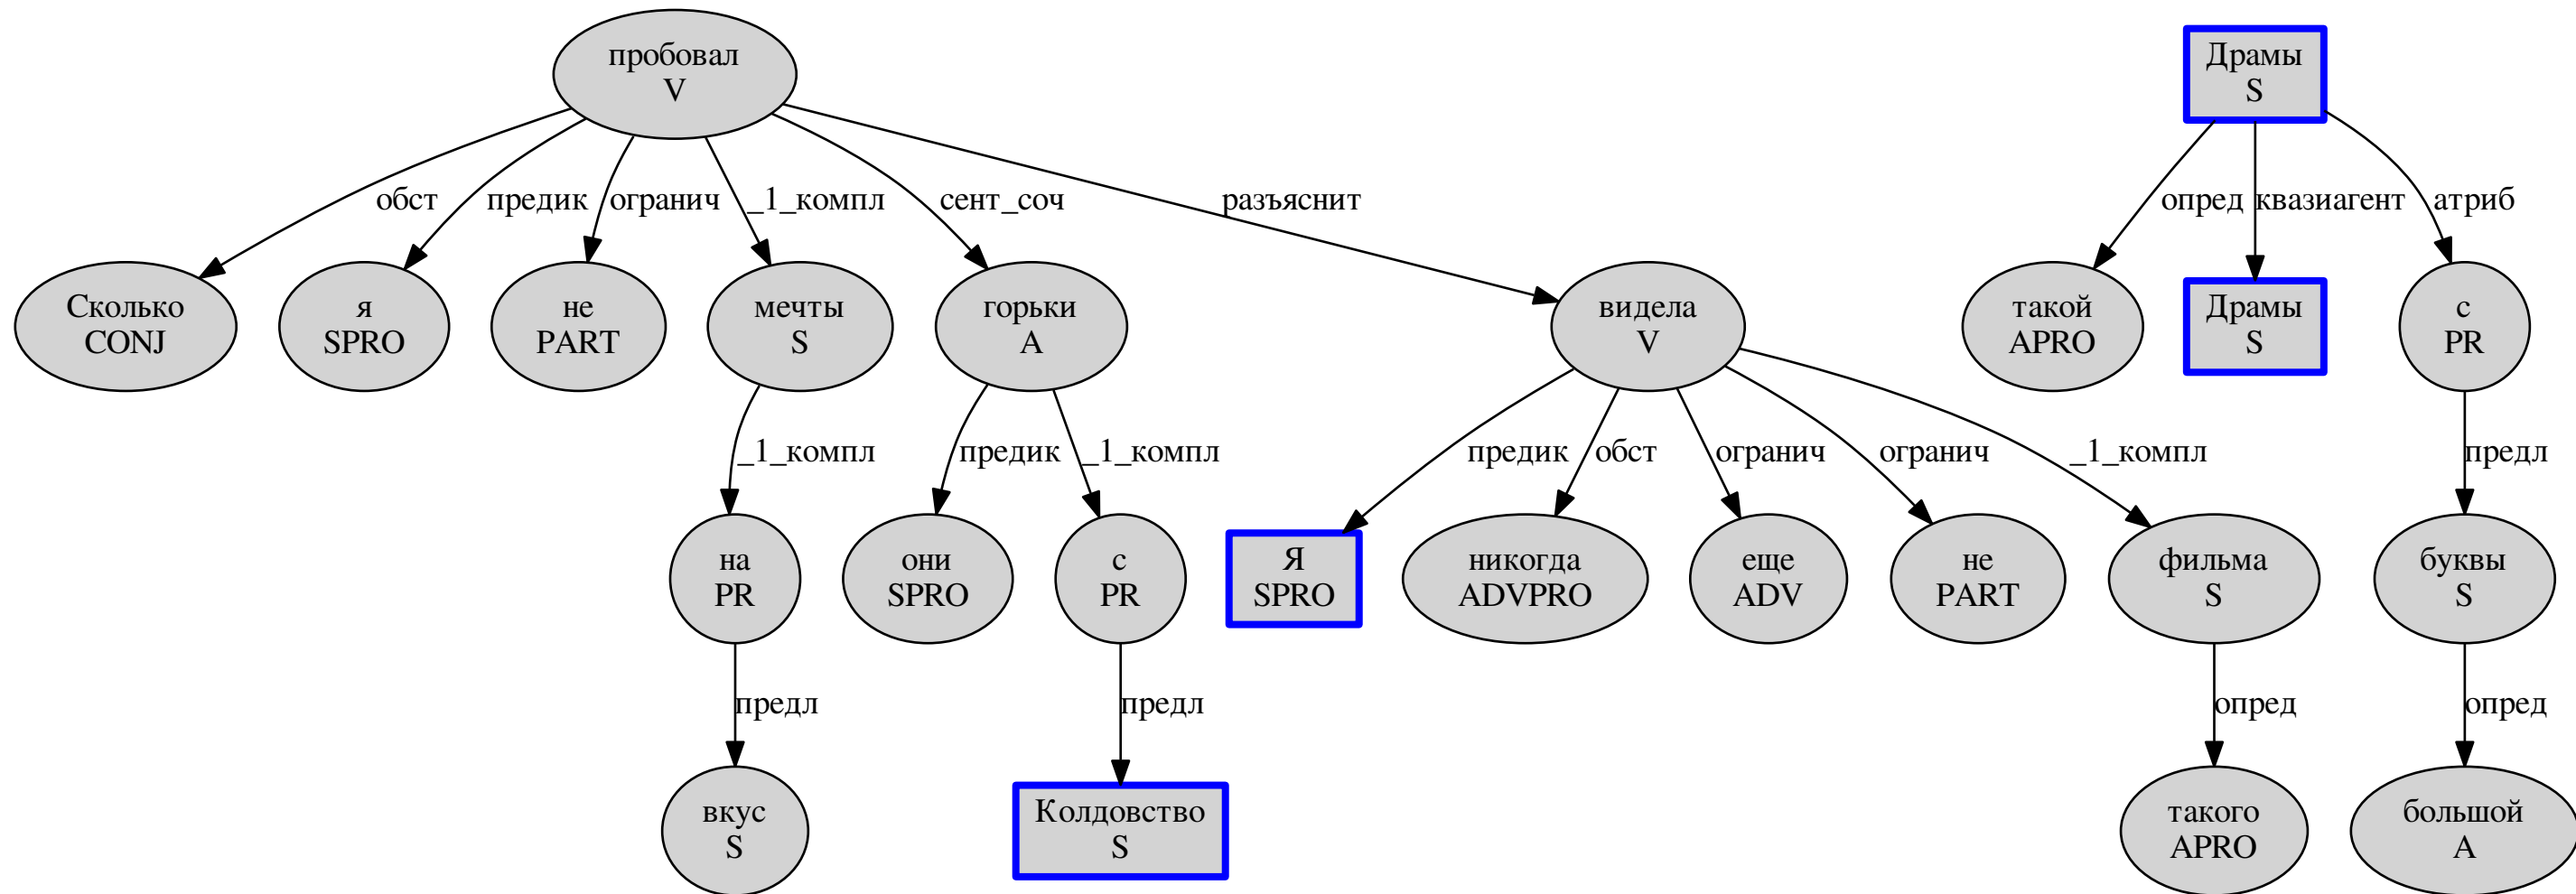 пробовал
V
Драмы
S
обст
предик
огранич
_1_компл
сент_соч
разъяснит
опред
квазиагент
атриб
Сколько
CONJ
я
SPRO
не
PART
мечты
S
горьки
A
видела
V
такой
APRO
Драмы
S
с
PR
_1_компл
предик
_1_компл
предик
обст
огранич
огранич
_1_компл
предл
на
PR
они
SPRO
с
PR
Я
SPRO
никогда
ADVPRO
еще
ADV
не
PART
фильма
S
буквы
S
предл
предл
опред
опред
вкус
S
Колдовство
S
такого
APRO
большой
A